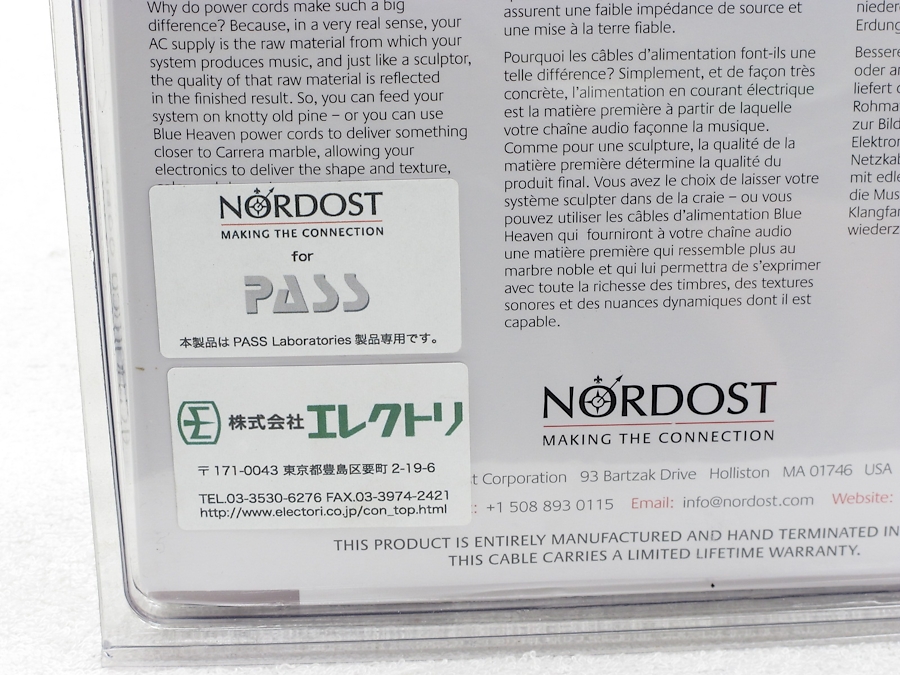 Why do power cords make such a big
difference? Because, in a very real sense, your
AC supply is the raw material from which your
system produces music, and just like a sculptor,
the quality of that raw material is reflected
in the finished result. So, you can feed your
system on knotty old pine – or you can use
Blue Heaven power cords to deliver something
closer to Carrera marble, allowing your
electronics to deliver the shape and texture,
NORDOST
MAKING THE CONNECTION
for
PASS
本製品は PASS Laboratories 製品専用です。
株式会社エレクトリ
〒171-0043 東京都豊島区要町 2-19-6
TEL.03-3530-6276 FAX.03-3974-2421
http://www.electori.co.jp/con_top.html
assurent une faible impédance de source et
une mise à la terre fiable.
Pourquoi les câbles d’alimentation font-ils une
telle différence? Simplement, et de façon très
concrète, l’alimentation en courant électrique
est la matière première à partir de laquelle
votre chaîne audio façonne la musique.
Comme pour une sculpture, la qualité de la
matière première détermine la qualité du
produit final. Vous avez le choix de laisser votre
système sculpter dans de la craie – ou vous
pouvez utiliser les câbles d’alimentation Blue
Heaven qui fourniront à votre chaîne audio
une matière première qui ressemble plus au
marbre noble et qui lui permettra de s’exprimer
avec toute la richesse des timbres, des textures
sonores et des nuances dynamiques dont il est
capable.
Erdung
Besser
oder a
liefert
Rohma
zur Bild
Elektro
Netzka
mit edl
die Mus
Klangfa
wiederz
NORDOST
MAKING THE CONNECTION
t Corporation 93 Bartzak Drive Holliston MA 01746 USA
: +1 508 893 0115 Email: info@nordost.com Website:
THIS PRODUCT IS ENTIRELY MANUFACTURED AND HAND TERMINATED IN
THIS CABLE CARRIES A LIMITED LIFETIME WARRANTY.